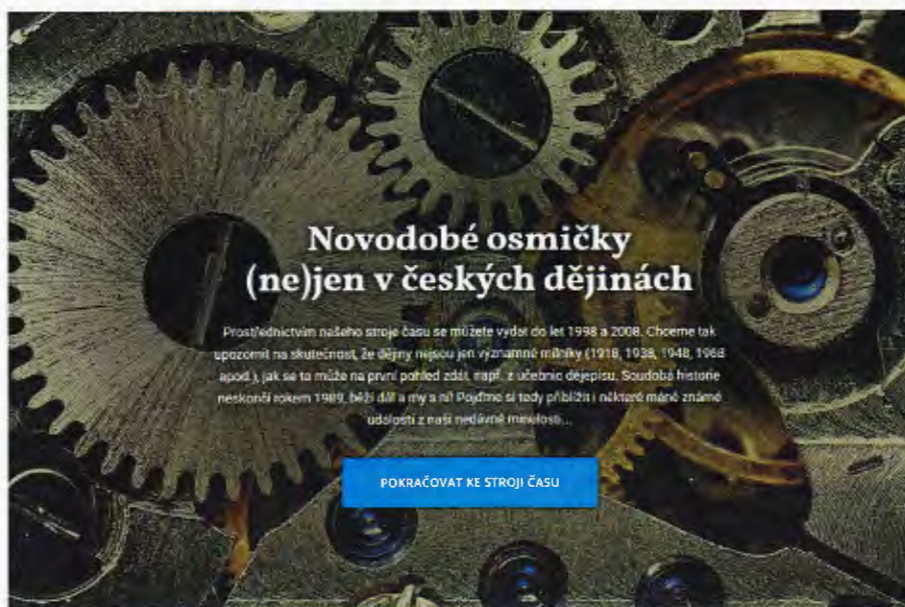 Novodobé osmičky
(ne)jen v českých dějinách
Prostřednictvím našeho stroje času se můžete vydat do let 1998 a 2008. Chceme tak
upozornit na skutečnost, že dějiny nejsou jen významné milníky (1918, 1938, 1948, 1968
apod.), jak se to může na první pohled zdát, např. z učebnic dějepisu. Soudobá historie
neskončí rokem 1989, běží dál a my s ní! Pojďme si tedy přiblížit i některé méně známé
události z naší nedávné minulosti...
POKRAČOVAT KE STROJI ČASU